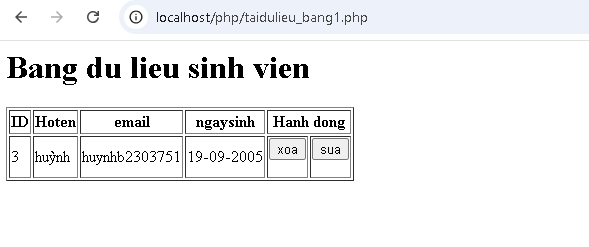 localhost/php/taidulieu_bang1.php
Bang du lieu sinh vien
ID Hoten email ngaysinh Hanh dong
3 huỳnh huynhb2303751 19-09-2005 xoa sua